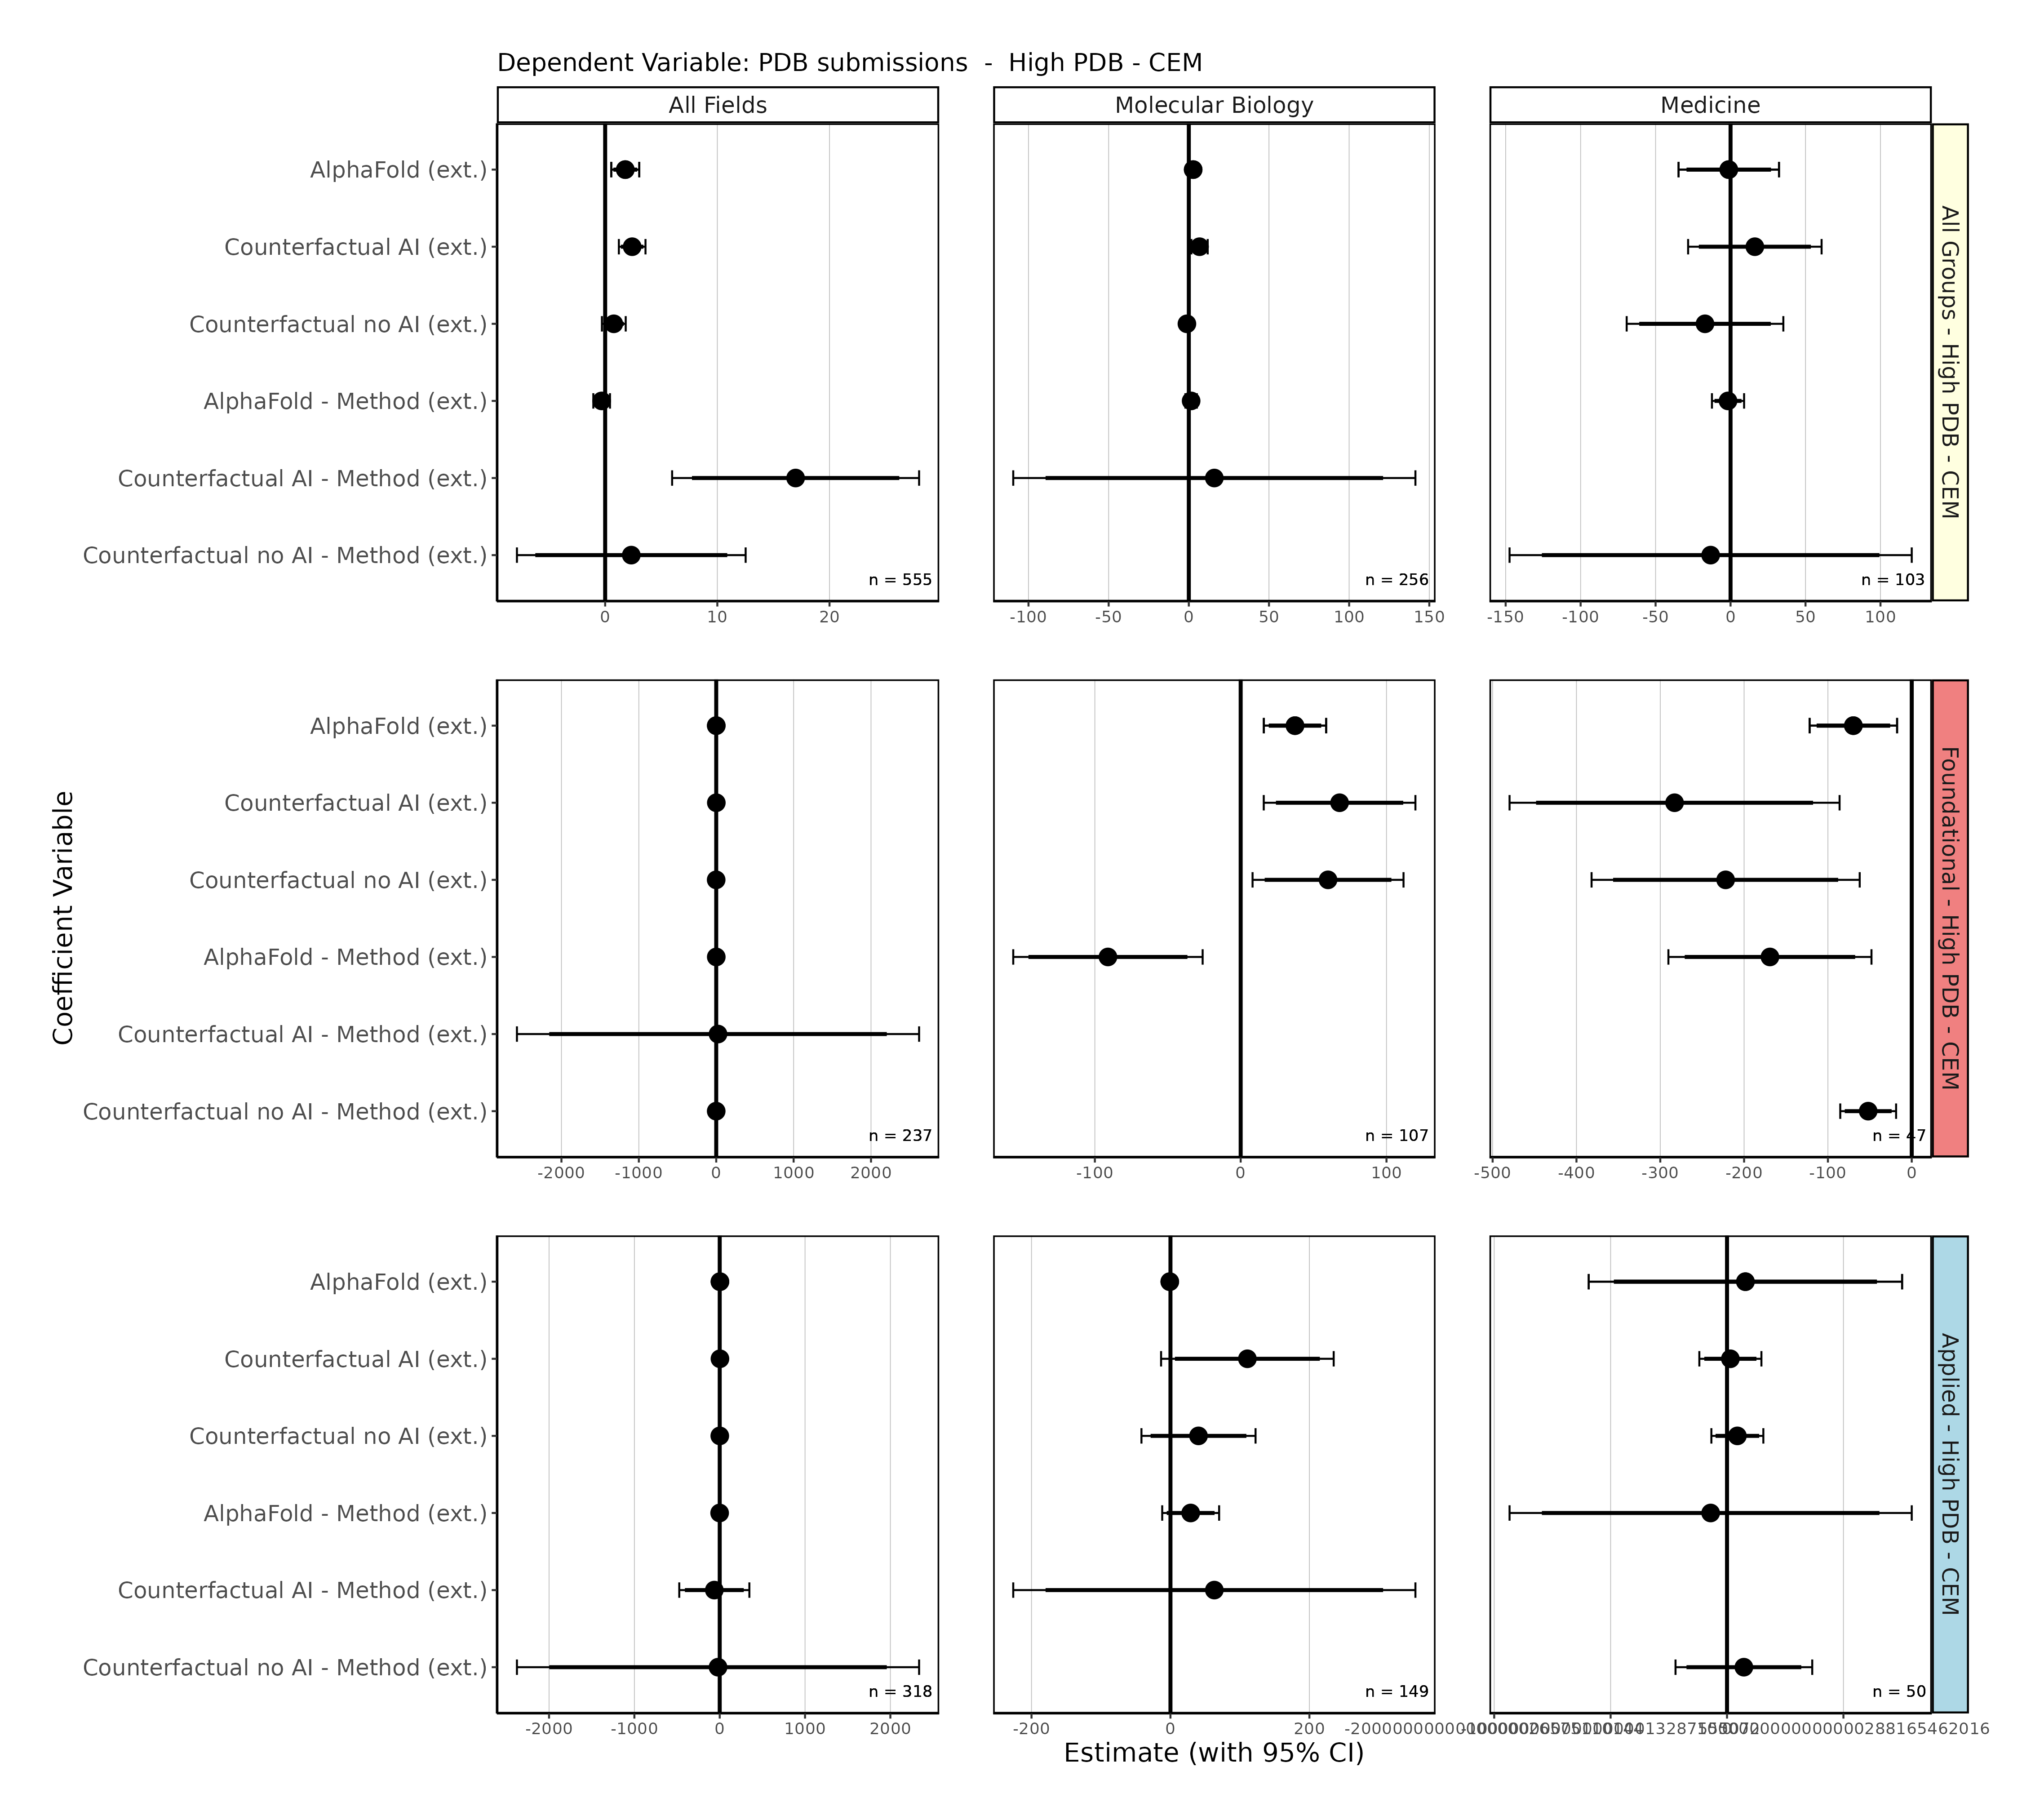 Dependent Variable: PDB submissions - High PDB - CEM
All Fields
Molecular Biology
Medicine
AlphaFold (ext.)
Counterfactual AI (ext.)
Counterfactual no AI (ext.)
AlphaFold - Method (ext.)
Counterfactual AI - Method (ext.)
Counterfactual no AI - Method (ext.)
n = 555
n = 256
n = 103
0 10 20
-100 -50 0 50 100 150
-150 -100 -50 0 50 100
All Groups - High PDB - CEM
Coefficient Variable
AlphaFold (ext.)
Counterfactual AI (ext.)
Counterfactual no AI (ext.)
AlphaFold - Method (ext.)
Counterfactual AI - Method (ext.)
Counterfactual no AI - Method (ext.)
n = 237
n = 107
n = 47
-2000 -1000 0 1000 2000
-100 0 100
-500 -400 -300 -200 -100 0
Foundational - High PDB - CEM
AlphaFold (ext.)
Counterfactual AI (ext.)
Counterfactual no AI (ext.)
AlphaFold - Method (ext.)
Counterfactual AI - Method (ext.)
Counterfactual no AI - Method (ext.)
n = 318
n = 149
n = 50
-2000 -1000 0 1000 2000
-200 0 200
Applied - High PDB - CEM
Estimate (with 95% CI)